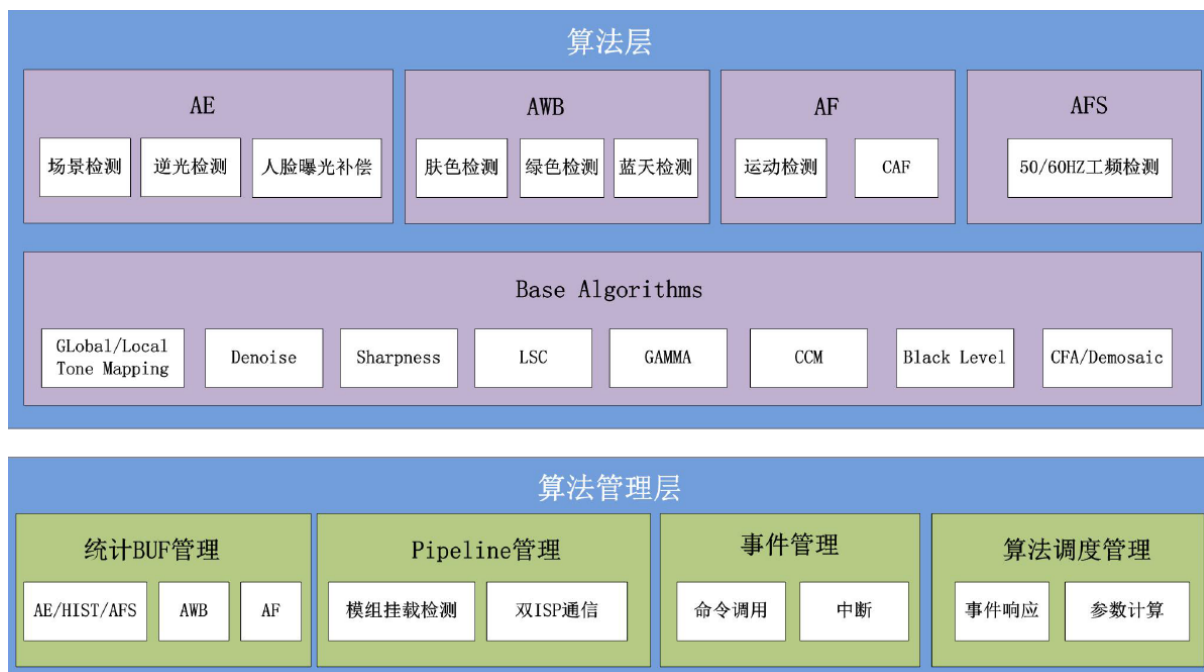 算法层
AE
场景检测
逆光检测
人脸曝光补偿
AWB
肤色检测
绿色检测
蓝天检测
AF
运动检测
CAF
AFS
50/60HZ工频检测
Base Algorithms
GLobal/Local
Tone Mapping
Denoise
Sharpness
LSC
GAMMA
CCM
Black Level
CFA/Demosaic
算法管理层
统计BUF管理
AE/HIST/AFS
AWB
AF
Pipeline管理
模组挂载检测
双ISP通信
事件管理
命令调用
中断
算法调度管理
事件响应
参数计算